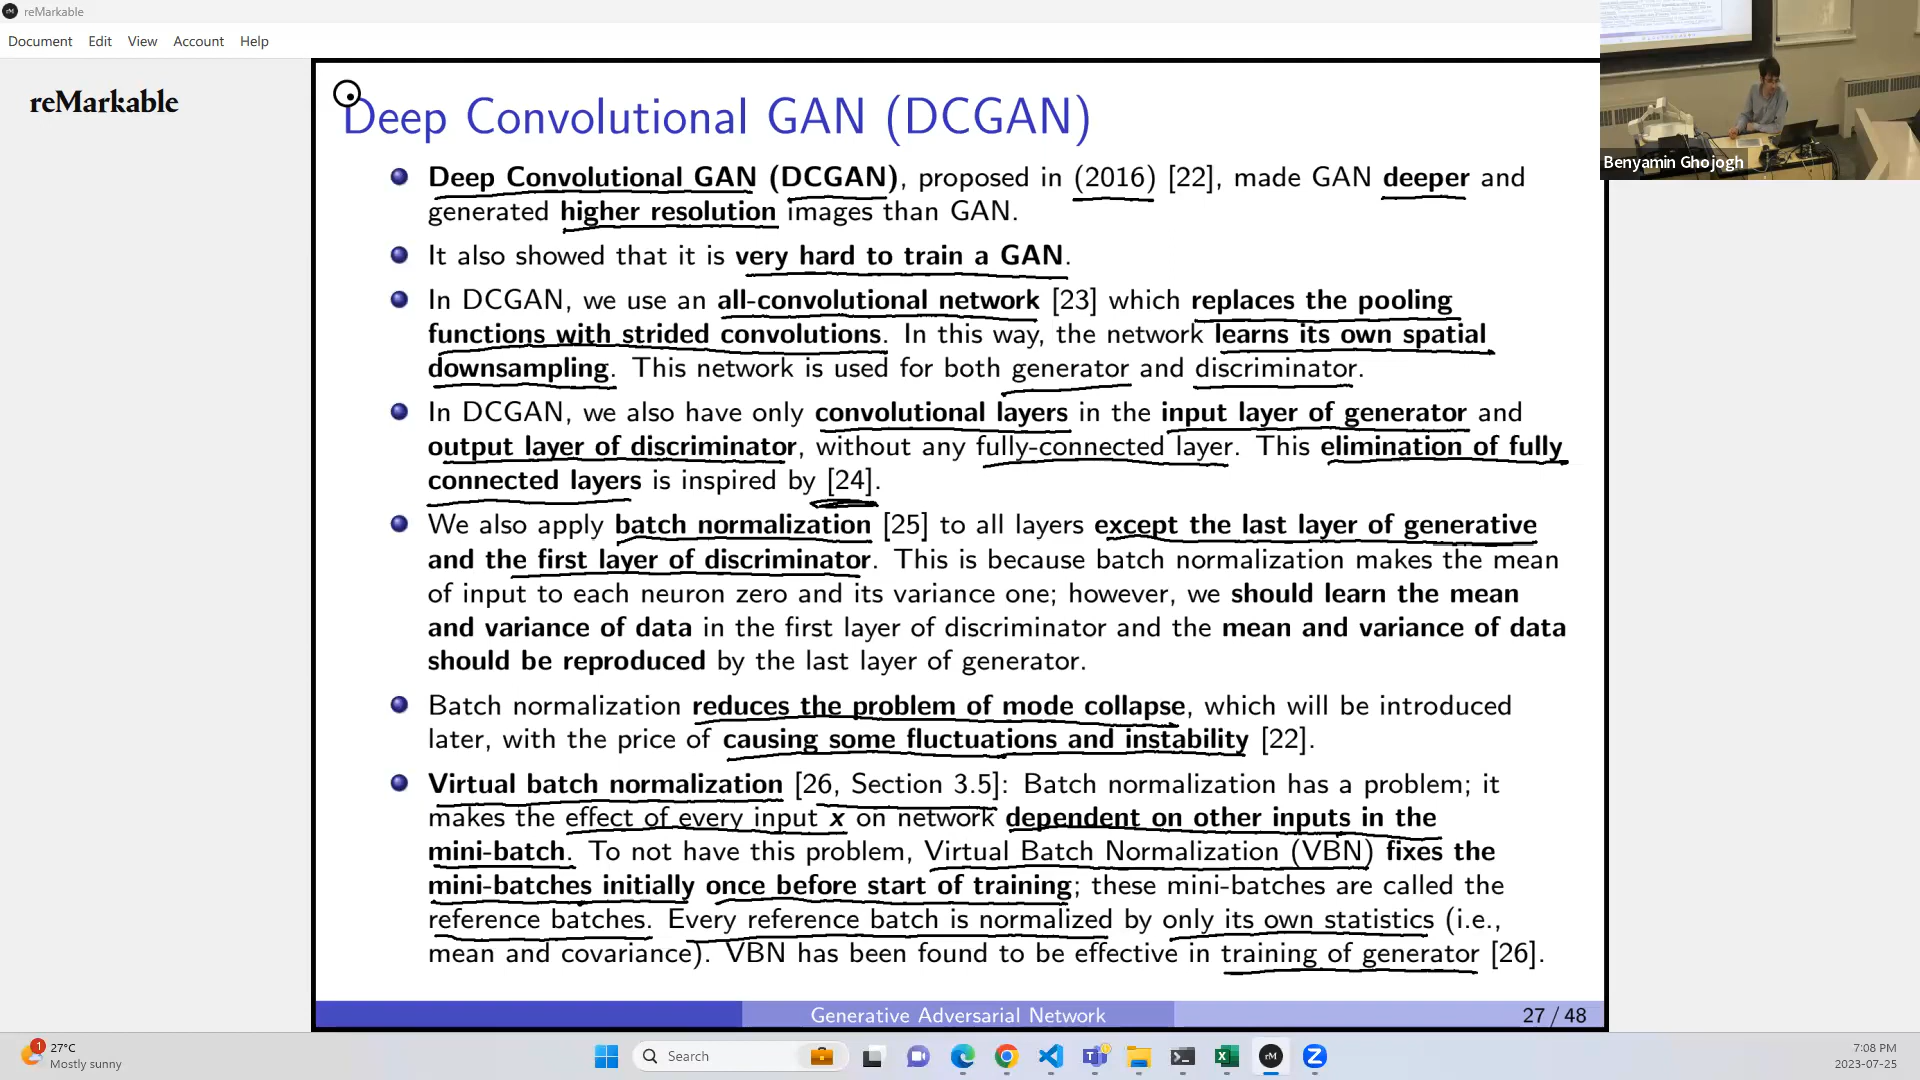 reMarkable
Document Edit View Account Help
reMarkable
Deep Convolutional GAN (DCGAN)
Deep Convolutional GAN (DCGAN), proposed in (2016) [22], made GAN deeper and
generated higher resolution images than GAN.
It also showed that it is very hard to train a GAN.
In DCGAN, we use an all-convolutional network [23] which replaces the pooling
functions with strided convolutions. In this way, the network learns its own spatial
downsampling. This network is used for both generator and discriminator.
In DCGAN, we also have only convolutional layers in the input layer of generator and
output layer of discriminator, without any fully-connected layer. This elimination of fully
connected layers is inspired by [24].
We also apply batch normalization [25] to all layers except the last layer of generative
and the first layer of discriminator. This is because batch normalization makes the mean
of input to each neuron zero and its variance one; however, we should learn the mean
and variance of data in the first layer of discriminator and the mean and variance of data
should be reproduced by the last layer of generator.
Batch normalization reduces the problem of mode collapse, which will be introduced
later, with the price of causing some fluctuations and instability [22].
Virtual batch normalization [26, Section 3.5]: Batch normalization has a problem; it
makes the effect of every input x on network dependent on other inputs in the
mini-batch. To not have this problem, Virtual Batch Normalization (VBN) fixes the
mini-batches initially once before start of training; these mini-batches are called the
reference batches. Every reference batch is normalized by only its own statistics (i.e.,
mean and covariance). VBN has been found to be effective in training of generator [26].
Generative Adversarial Network
27 / 48
Benyamin Ghojogh
1
27°C
Mostly sunny
Search
rM
7:08 PM
2023-07-25